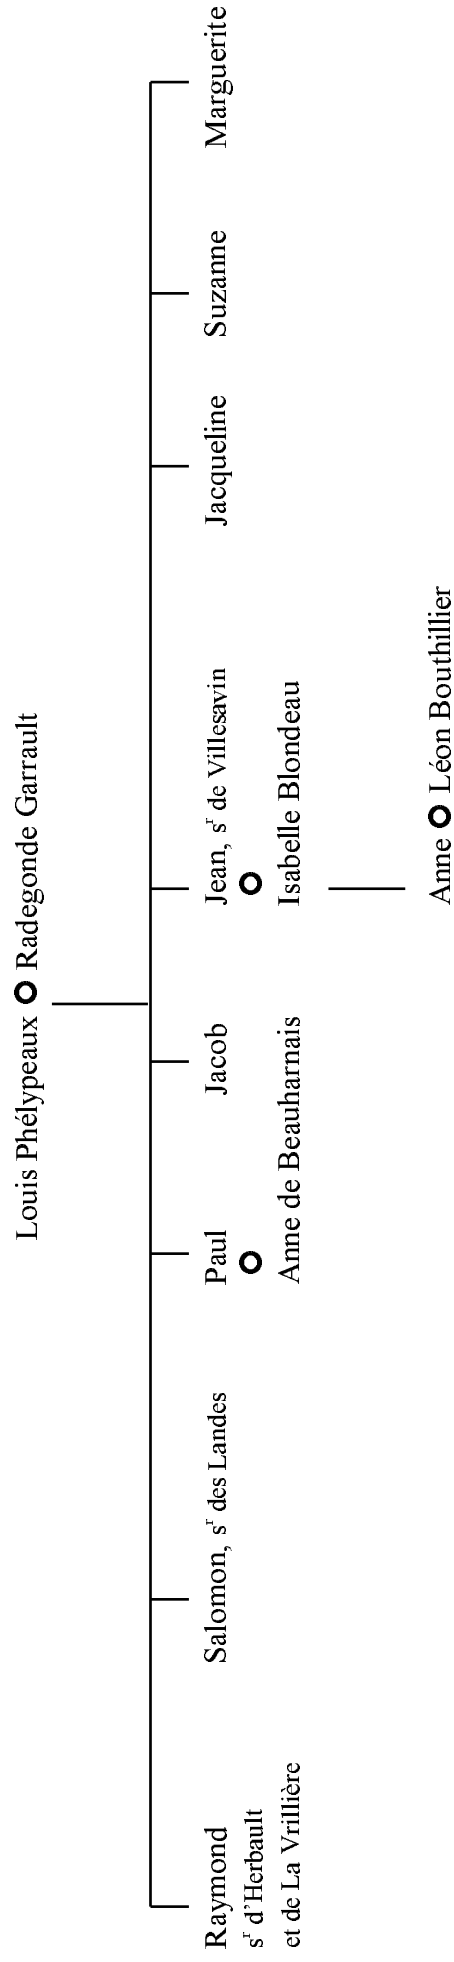 Louis Phélypeaux Radegonde Garrault
Raymond
sʳ d'Herbault
et de La Vrillière
Salomon, sʳ des Landes
Paul
Anne de Beauharnais
Jacob
Jean, sʳ de Villesavin
Isabelle Blondeau
Jacqueline
Suzanne
Marguerite
Anne Léon Bouthillier